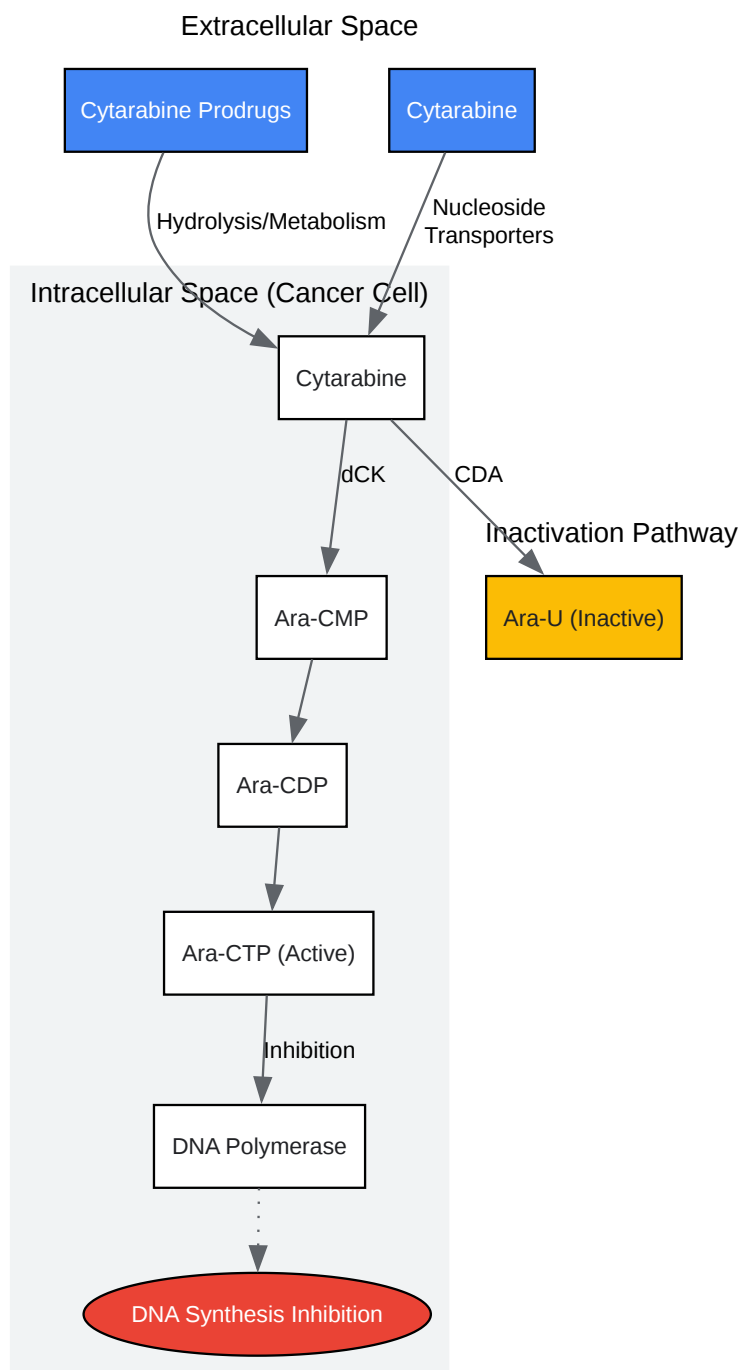 Extracellular Space
Cytarabine Prodrugs
Cytarabine
Hydrolysis/Metabolism
Nucleoside
Transporters
Intracellular Space (Cancer Cell)
Cytarabine
dCK
CDA
Inactivation Pathway
Ara-CMP
Ara-U (Inactive)
Ara-CDP
Ara-CTP (Active)
Inhibition
DNA Polymerase
DNA Synthesis Inhibition